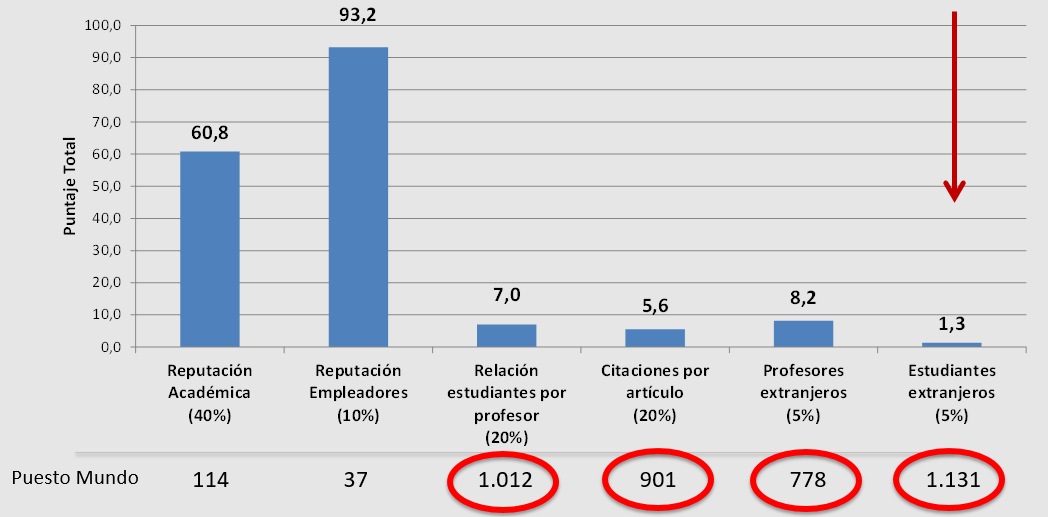 Puntaje Total
100,0
90,0
80,0
70,0
60,0
50,0
40,0
30,0
20,0
10,0
0,0
60,8
93,2
7,0
5,6
8,2
1,3
Reputación
Académica
(40%)
Reputación
Empleadores
(10%)
Relación
estudiantes por
profesor
(20%)
Citaciones por
artículo
(20%)
Profesores
extranjeros
(5%)
Estudiantes
extranjeros
(5%)
Puesto Mundo 114 37 1.012 901 778 1.131